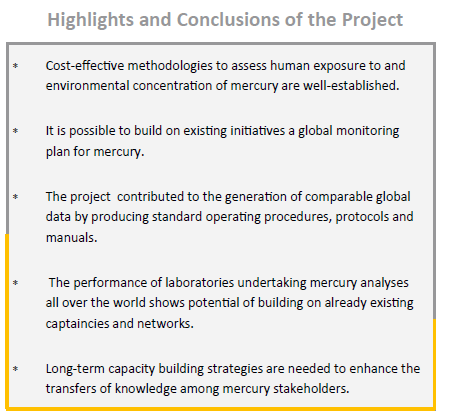 Highlights and Conclusions of the Project
* Cost-effective methodologies to assess human exposure to and
environmental concentration of mercury are well-established.
* It is possible to build on existing initiatives a global monitoring
plan for mercury.
* The project contributed to the generation of comparable global
data by producing standard operating procedures, protocols and
manuals.
* The performance of laboratories undertaking mercury analyses
all over the world shows potential of building on already existing
captaincies and networks.
* Long-term capacity building strategies are needed to enhance the
transfers of knowledge among mercury stakeholders.